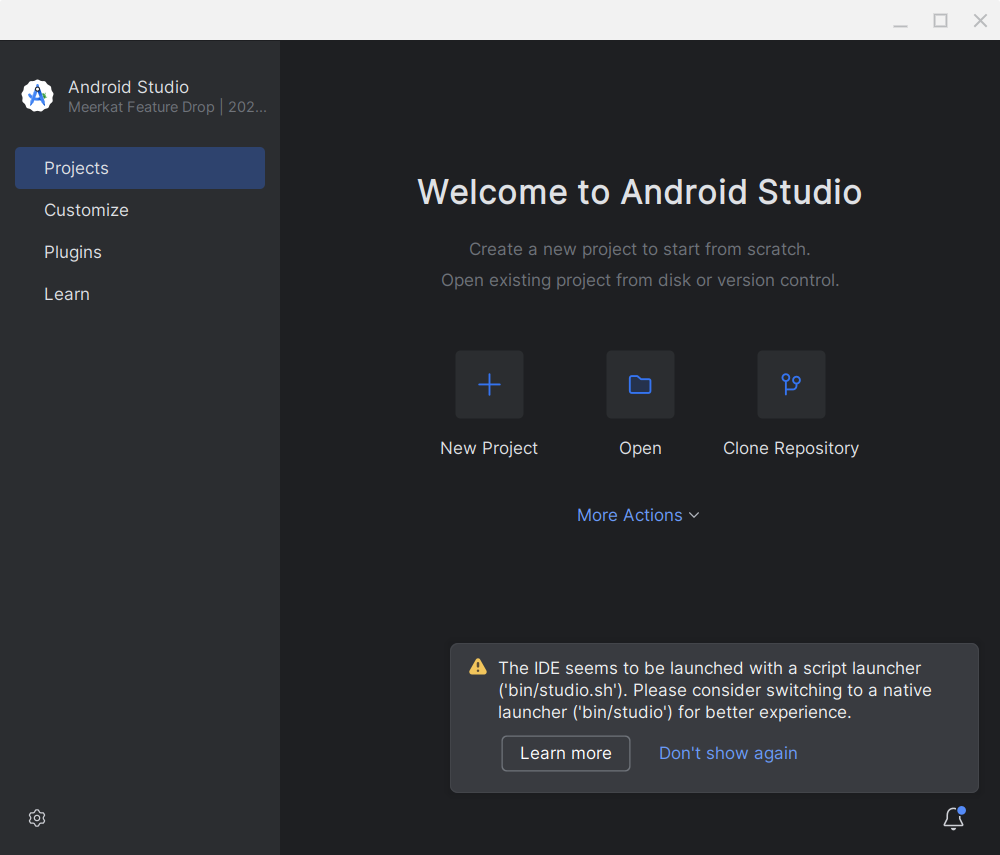 Android Studio
Meerkat Feature Drop | 202...
Projects
Customize
Plugins
Learn
Welcome to Android Studio
Create a new project to start from scratch.
Open existing project from disk or version control.
New Project
Open
Clone Repository
More Actions
The IDE seems to be launched with a script launcher
('bin/studio.sh'). Please consider switching to a native
launcher ('bin/studio') for better experience.
Learn more
Don't show again